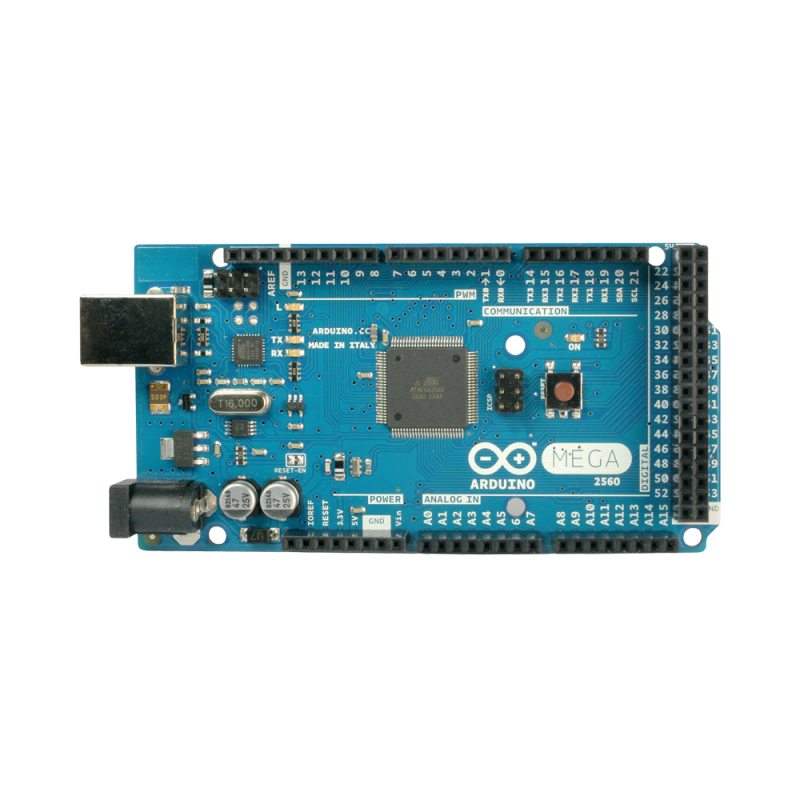 AREF
GND
13
12
11
10
9
8
7
6
5
4
3
2
TX0 1
RX0 0
TX3 14
RX3 15
TX2 16
RX2 17
TX1 18
RX1 19
SDA 20
SCL 21
PWM
COMMUNICATION
5V
22
24
26
28
30
32
34
36
38
40
42
44
46
48
50
52
L
TX
RX
ARDUINO.CC
MADE IN ITALY
ON
RESET
ICSP
T16.000
ARDUINO
MEGA
2560
DIGITAL
RESET-EN
47
25V
47
25V
POWER
ANALOG IN
IOREF
RESET
3.3V
5V
GND
Vin
A0
A1
A2
A3
A4
A5
6
A7
A8
A9
A10
A11
A12
A13
A14
A15